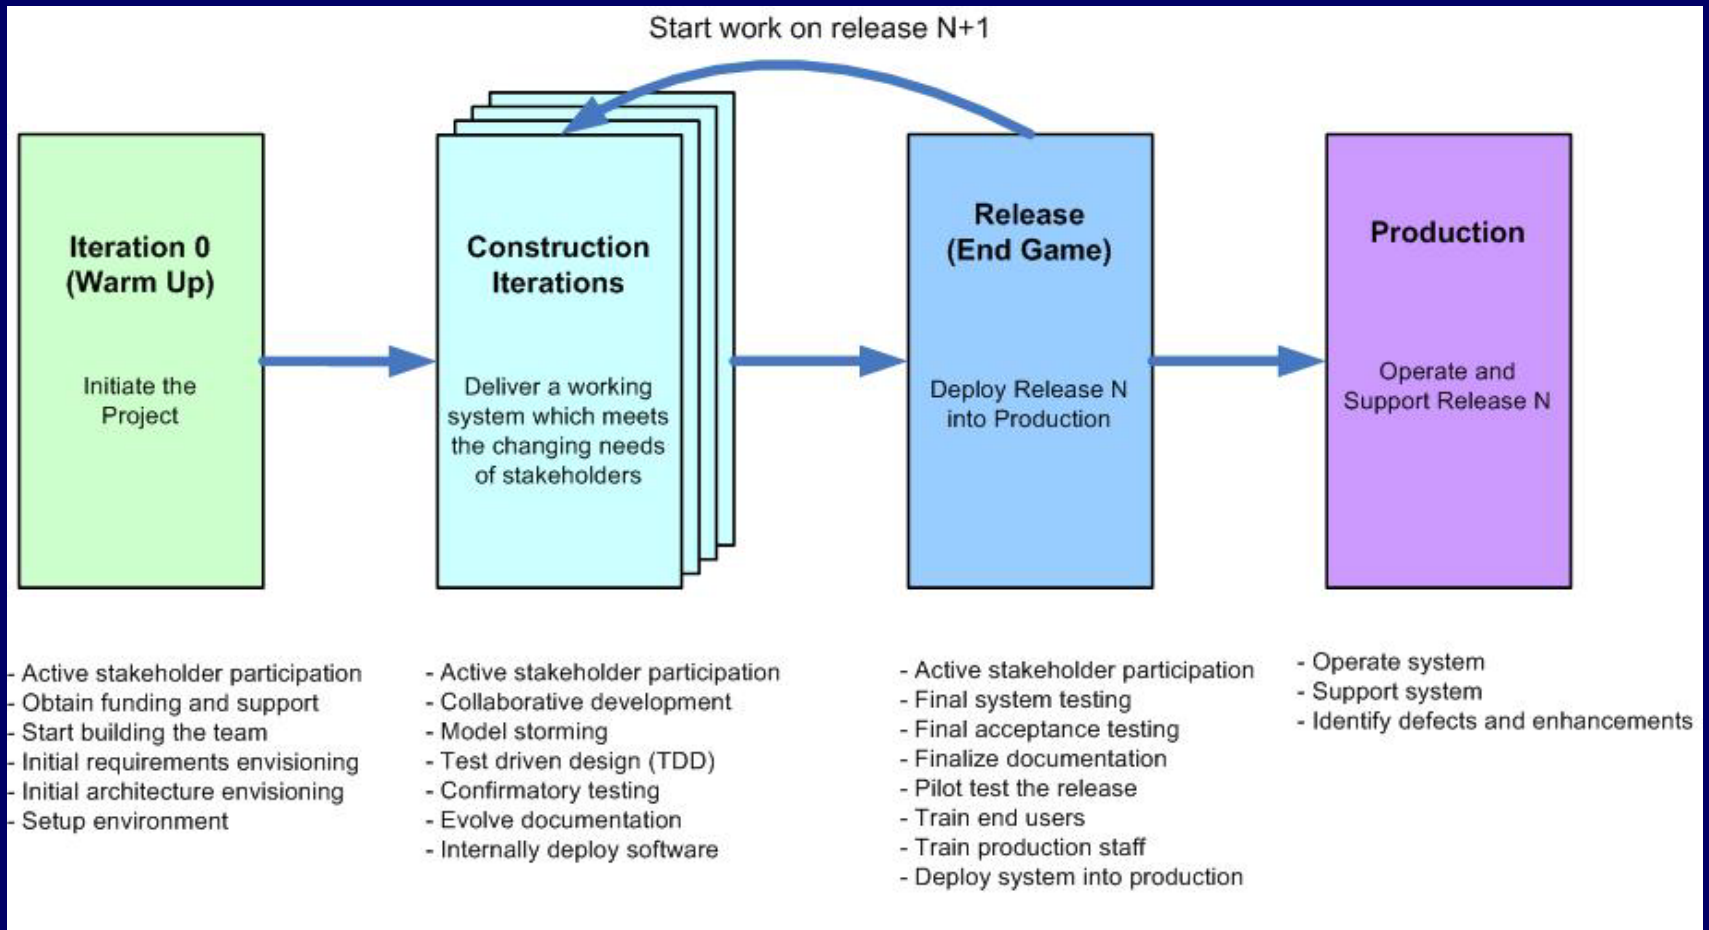 Start work on release N+1
Iteration 0
(Warm Up)
Initiate the
Project
Construction
Iterations
Deliver a working
system which meets
the changing needs
of stakeholders
Release
(End Game)
Deploy Release N
into Production
Production
Operate and
Support Release N
- Active stakeholder participation
- Obtain funding and support
- Start building the team
- Initial requirements envisioning
- Initial architecture envisioning
- Setup environment
- Active stakeholder participation
- Collaborative development
- Model storming
- Test driven design (TDD)
- Confirmatory testing
- Evolve documentation
- Internally deploy software
- Active stakeholder participation
- Final system testing
- Final acceptance testing
- Finalize documentation
- Pilot test the release
- Train end users
- Train production staff
- Deploy system into production
- Operate system
- Support system
- Identify defects and enhancements